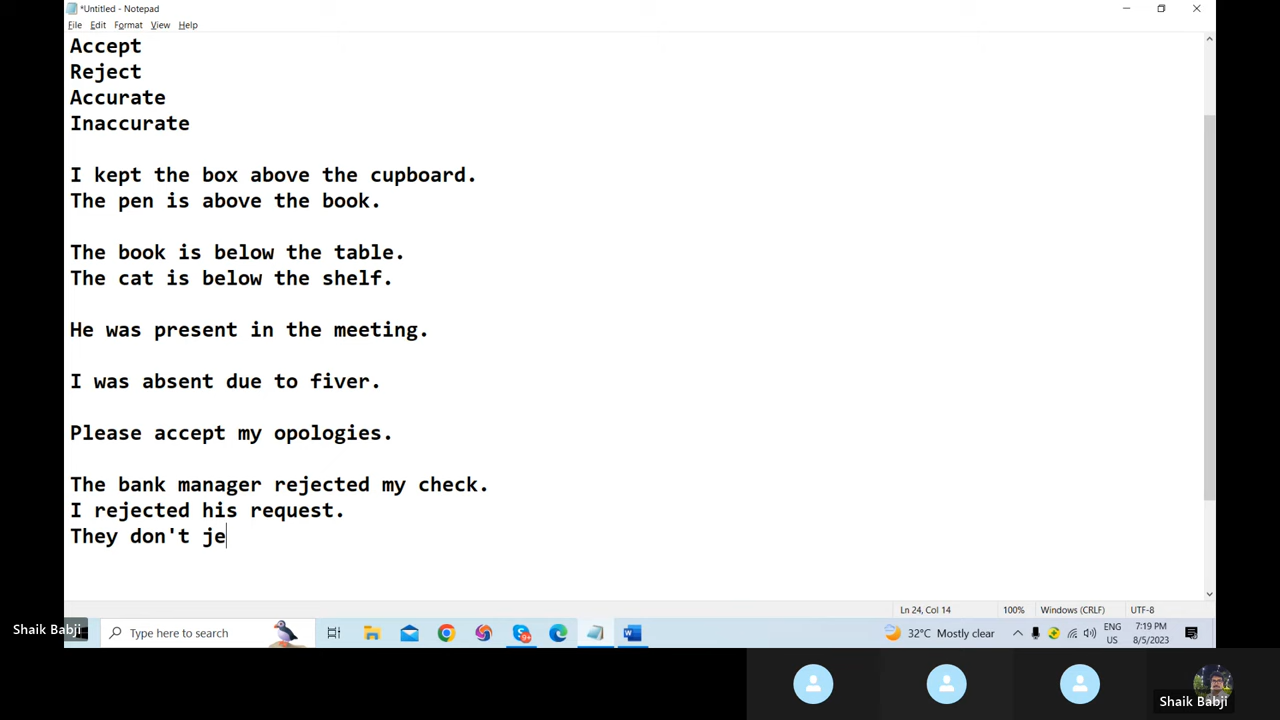 *Untitled - Notepad
File Edit Format View Help
Accept
Reject
Accurate
Inaccurate
I kept the box above the cupboard.
The pen is above the book.
The book is below the table.
The cat is below the shelf.
He was present in the meeting.
I was absent due to fiver.
Please accept my opologies.
The bank manager rejected my check.
I rejected his request.
They don't je
Ln 24, Col 14 100% Windows (CRLF) UTF-8
Shaik Babji
Type here to search
32°C Mostly clear
ENG
US
7:19 PM
8/5/2023
Shaik Babji